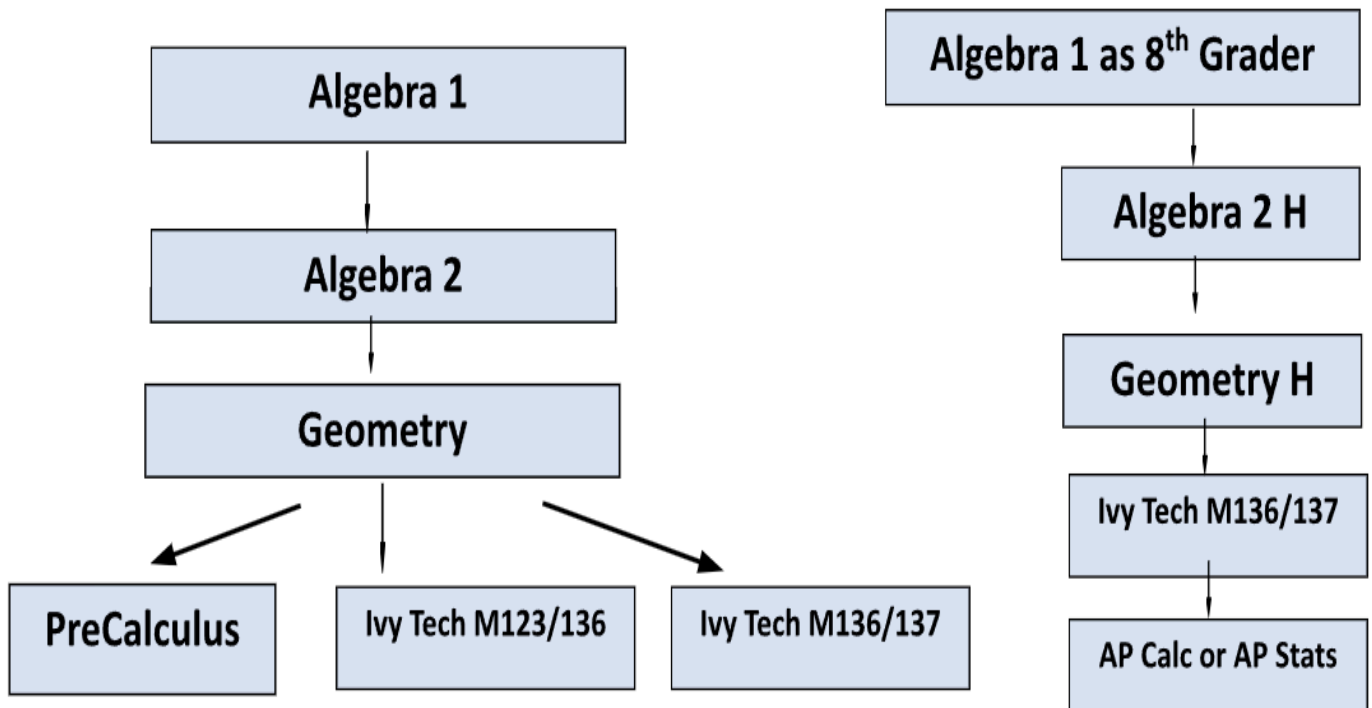 Algebra 1
Algebra 2
Geometry
PreCalculus
Ivy Tech M123/136
Ivy Tech M136/137
Algebra 1 as 8th Grader
Algebra 2 H
Geometry H
Ivy Tech M136/137
AP Calc or AP Stats